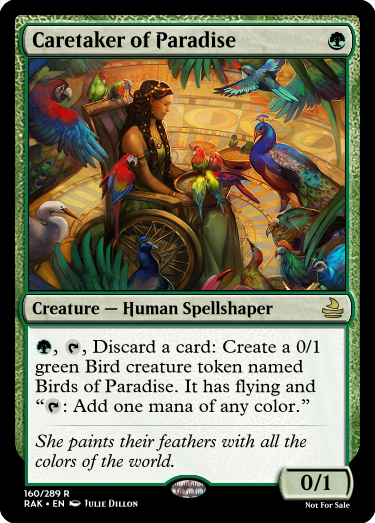 Caretaker of Paradise
Creature — Human Spellshaper
, , Discard a card: Create a 0/1
green Bird creature token named
Birds of Paradise. It has flying and
“: Add one mana of any color.”
She paints their feathers with all the
colors of the world.
0/1
160/289 R
RAK • EN Julie Dillon
Not For Sale